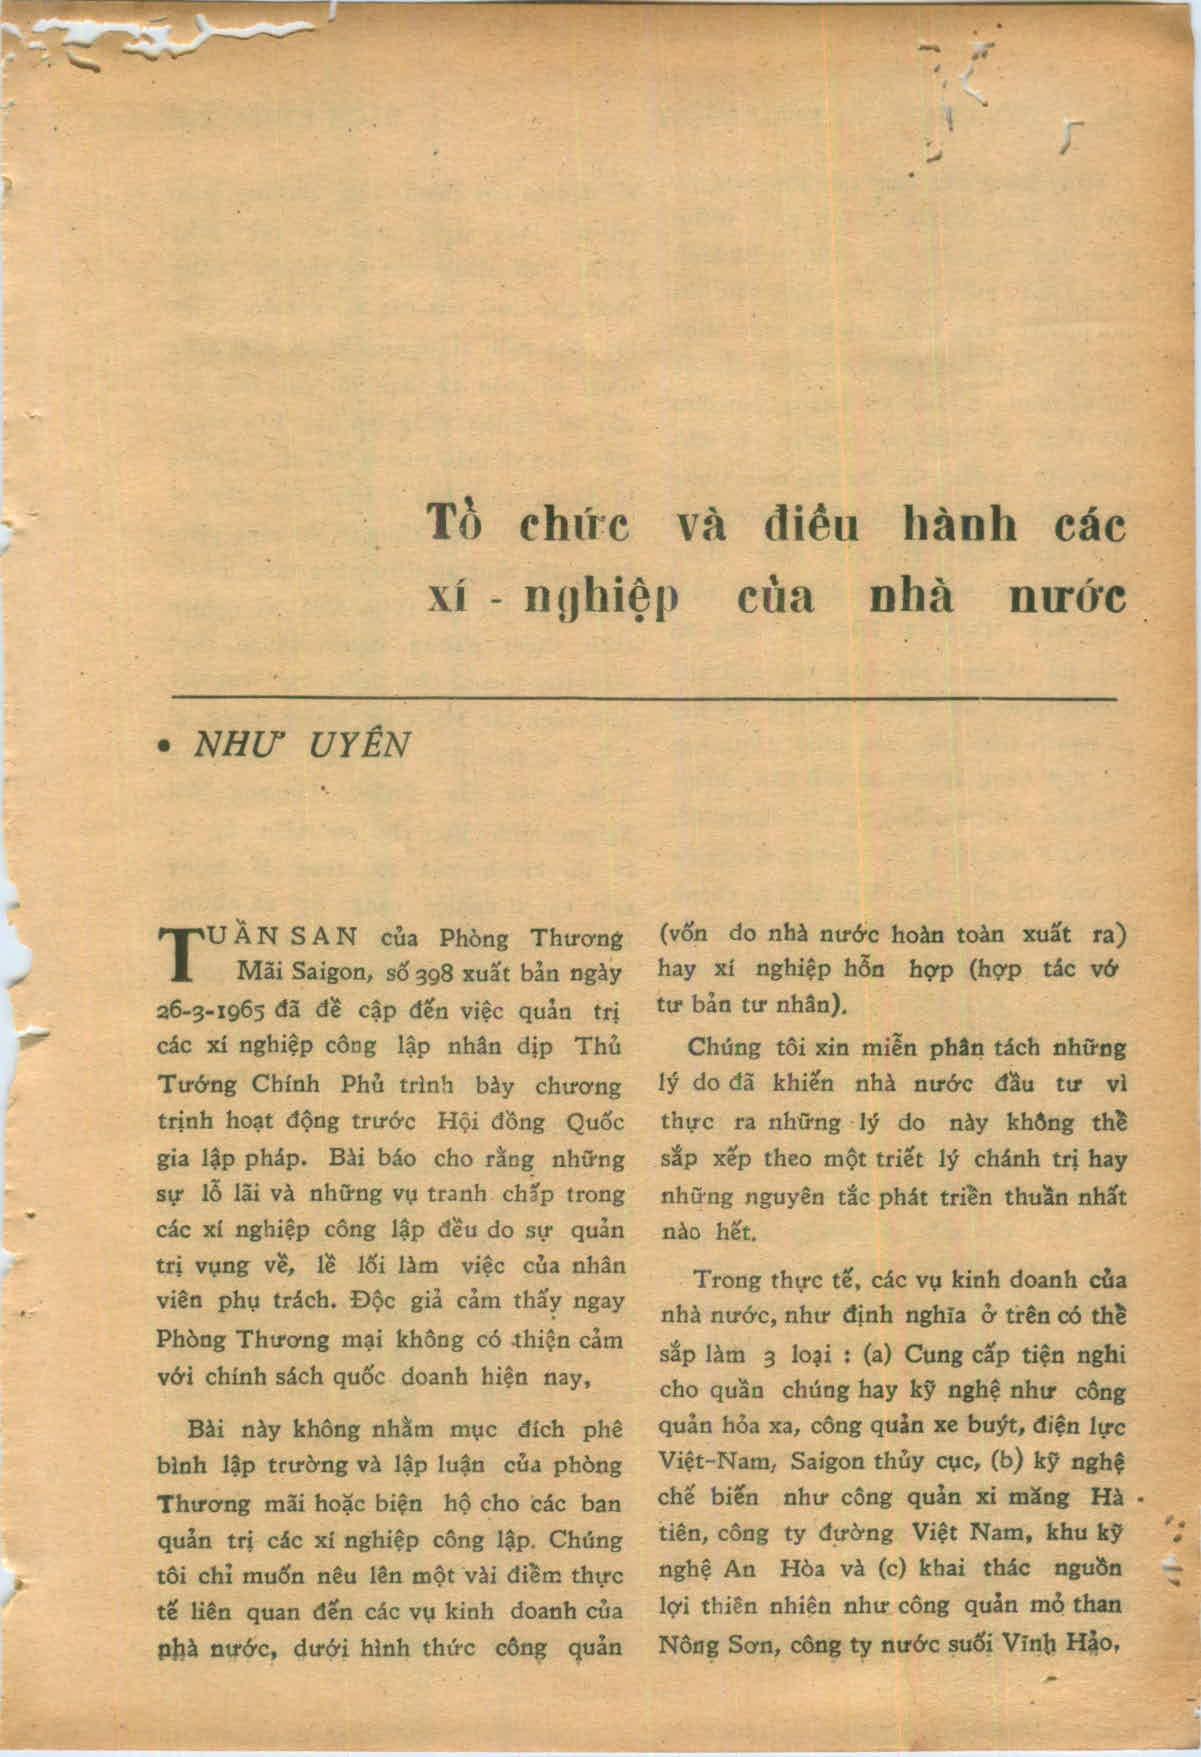 Tổ chức và điều hành các
xí - nghiệp của nhà nước
• NHƯ UYÊN
TUẦN SAN của Phòng Thương
Mãi Saigon, số 398 xuất bản ngày
26-3-1965 đã đề cập đến việc quản trị
các xí nghiệp công lập nhân dịp Thủ
Tướng Chính Phủ trình bày chương
trịnh hoạt động trước Hội đồng Quốc
gia lập pháp. Bài báo cho rằng những
sự lỗ lãi và những vụ tranh chấp trong
các xí nghiệp công lập đều do sự quản
trị vụng về, lề lối làm việc của nhân
viên phụ trách. Độc giả cảm thấy ngay
Phòng Thương mại không có thiện cảm
với chính sách quốc doanh hiện nay,
Bài này không nhằm mục đích phê
bình lập trường và lập luận của phòng
Thương mãi hoặc biện hộ cho các ban
quản trị các xí nghiệp công lập. Chúng
tôi chỉ muốn nêu lên một vài điểm thực
tế liên quan đến các vụ kinh doanh của
nhà nước, dưới hình thức công quản
(vốn do nhà nước hoàn toàn xuất ra)
hay xí nghiệp hỗn hợp (hợp tác vớ
tư bản tư nhân).
Chúng tôi xin miễn phân tách những
lý do đã khiến nhà nước đầu tư vì
thực ra những lý do này không thể
sắp xếp theo một triết lý chánh trị hay
những nguyên tắc phát triển thuần nhất
nào hết.
Trong thực tế, các vụ kinh doanh của
nhà nước, như định nghĩa ở trên có thể
sắp làm 3 loại : (a) Cung cấp tiện nghi
cho quần chúng hay kỹ nghệ như công
quản hỏa xa, công quản xe buýt, điện lực
Việt-Nam, Saigon thủy cục, (b) kỹ nghệ
chế biến như công quản xi măng Hà
tiên, công ty đường Việt Nam, khu kỹ
nghệ An Hòa và (c) khai thác nguồn
lợi thiên nhiên như công quản mỏ than
Nông Sơn, công ty nước suối Vĩnh Hảo,